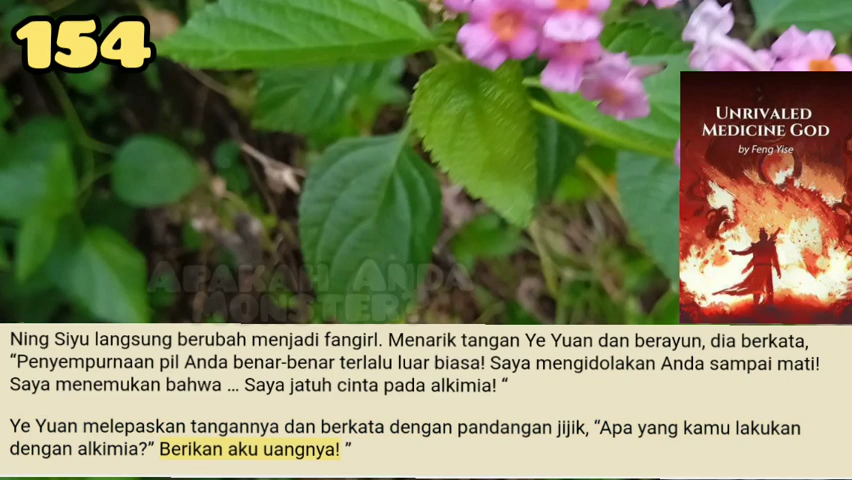 154
UNRIVALED
MEDICINE GOD
by Feng Yise
APAKAH ANDA
MONSTER?
Ning Siyu langsung berubah menjadi fangirl. Menarik tangan Ye Yuan dan berayun, dia berkata,
“Penyempurnaan pil Anda benar-benar terlalu luar biasa! Saya mengidolakan Anda sampai mati!
Saya menemukan bahwa ... Saya jatuh cinta pada alkimia! “
Ye Yuan melepaskan tangannya dan berkata dengan pandangan jijik, “Apa yang kamu lakukan
dengan alkimia?” Berikan aku uangnya! ”